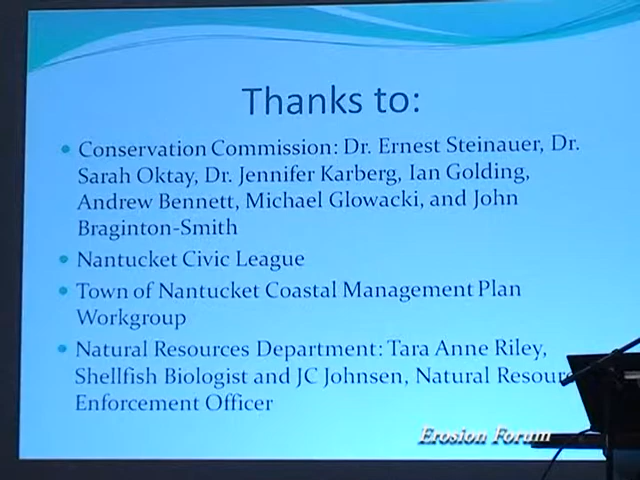 Thanks to:
Conservation Commission: Dr. Ernest Steinauer, Dr.
Sarah Oktay, Dr. Jennifer Karberg, Ian Golding,
Andrew Bennett, Michael Glowacki, and John
Braginton-Smith
Nantucket Civic League
Town of Nantucket Coastal Management Plan
Workgroup
Natural Resources Department: Tara Anne Riley,
Shellfish Biologist and JC Johnsen, Natural
Enforcement Officer
Erosion Forum